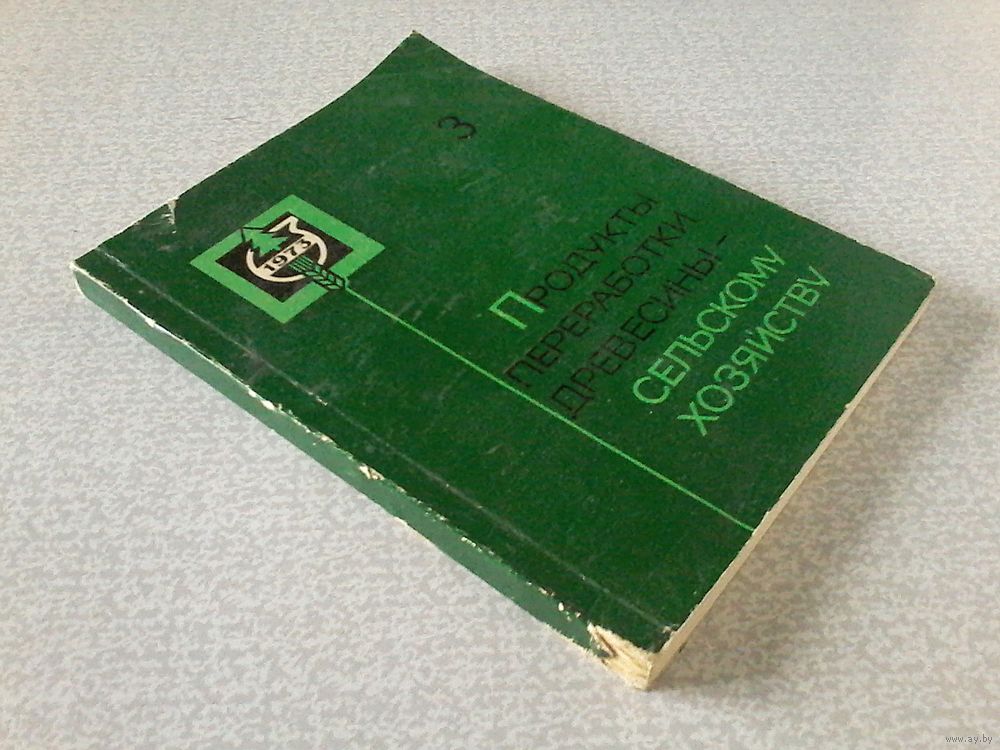 3
1973
ПРОДУКТЫ
ПЕРЕРАБОТКИ
ДРЕВЕСИНЫ –
СЕЛЬСКОМУ
ХОЗЯЙСТВУ
www.ay.by